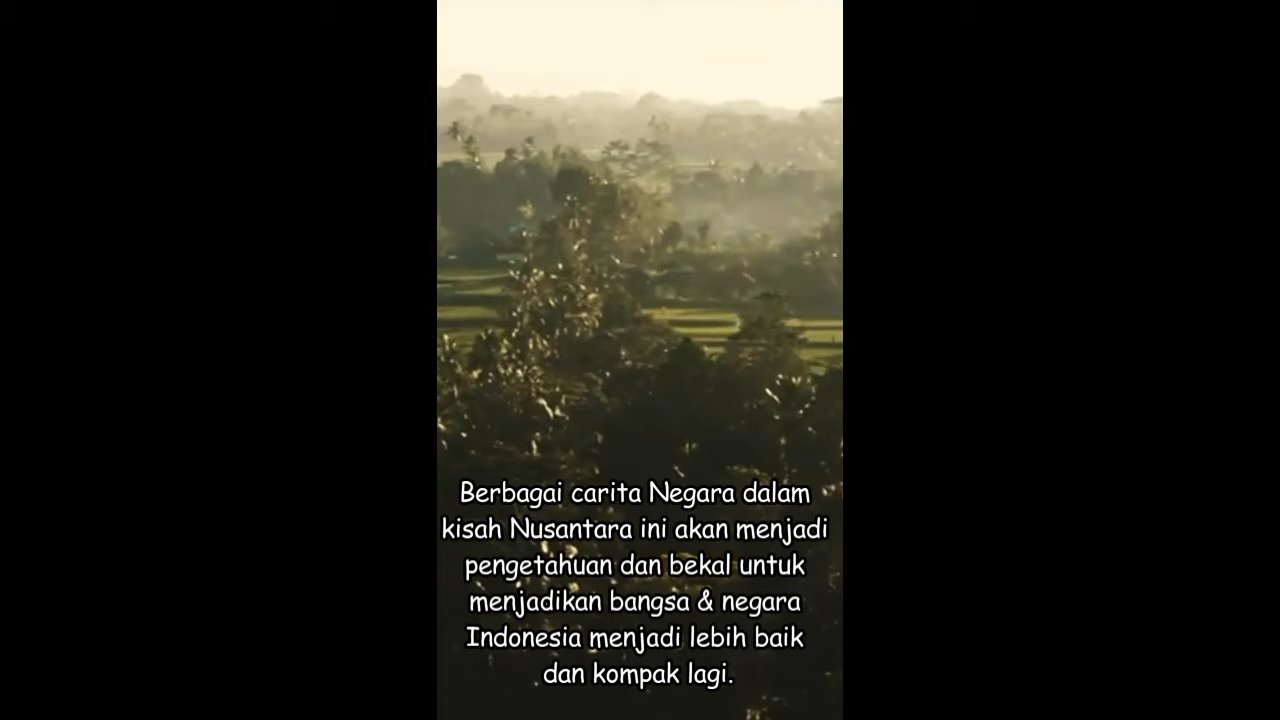 Berbagai carita Negara dalam
kisah Nusantara ini akan menjadi
pengetahuan dan bekal untuk
menjadikan bangsa & negara
Indonesia menjadi lebih baik
dan kompak lagi.